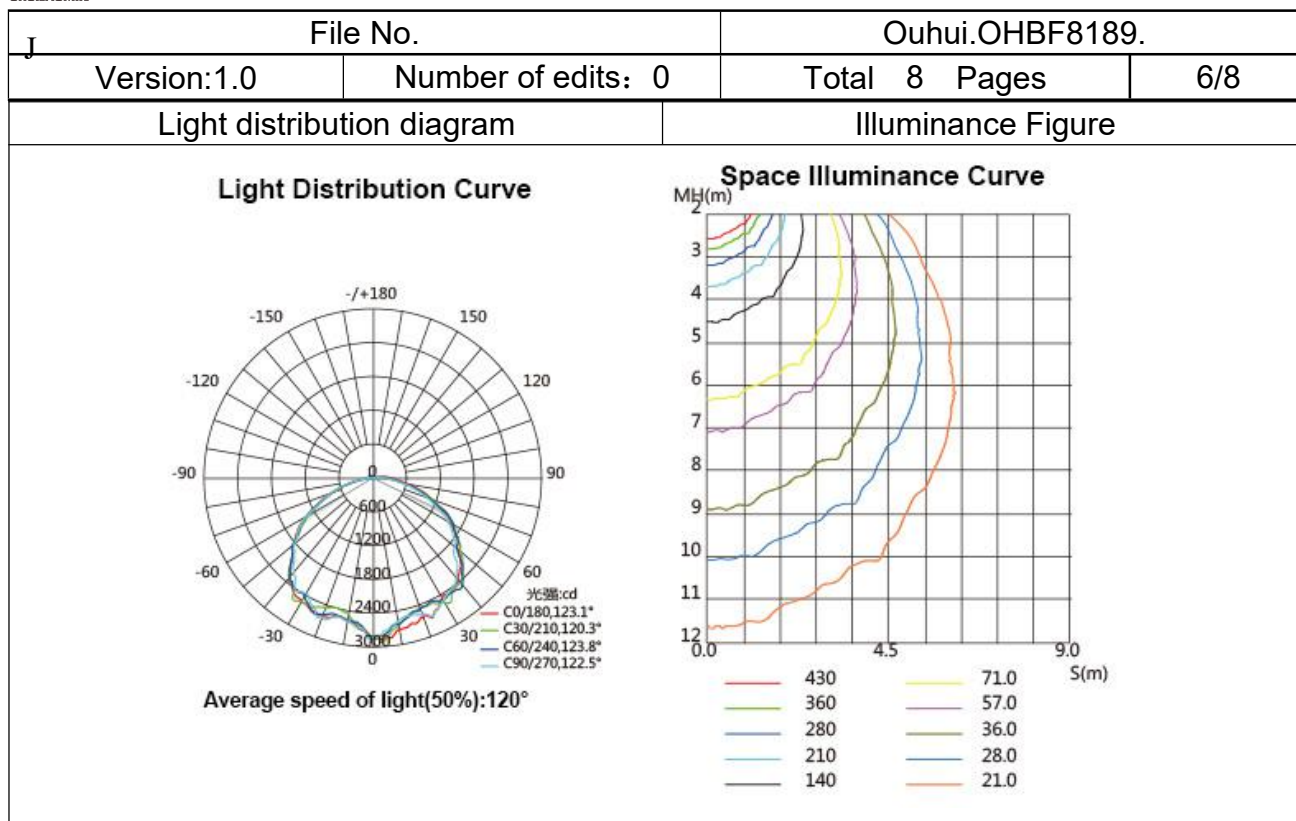 J
File No.
Ouhui.OHBF8189.
Version:1.0
Number of edits：0
Total 8 Pages
6/8
Light distribution diagram
Illuminance Figure
Light Distribution Curve
-/+180
-150
150
-120
120
-90
0
90
600
1200
1800
2400
3000
-60
60
-30
30
0
光强:cd
C0/180,123.1°
C30/210,120.3°
C60/240,123.8°
C90/270,122.5°
Average speed of light(50%):120°
Space Illuminance Curve
MH(m)
2
3
4
5
6
7
8
9
10
11
12
0.0
4.5
9.0
S(m)
430
71.0
360
57.0
280
36.0
210
28.0
140
21.0